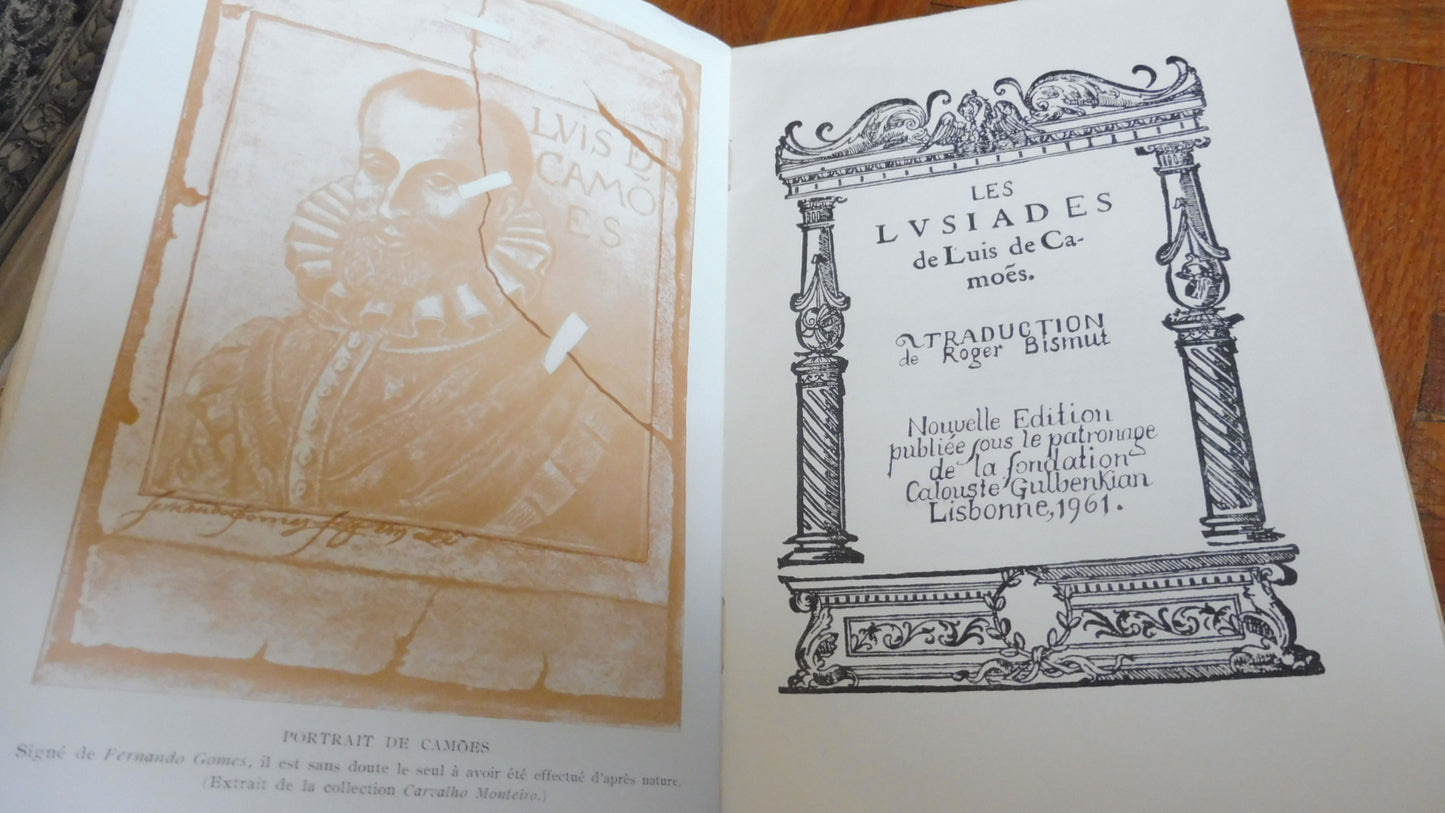 LVIS D
CAMÕ
ES
PORTRAIT DE CAMÕES
Signé de Fernando Gomes, il est sans doute le seul à avoir été effectué d'après nature.
(Extrait de la collection Carvalho Monteiro.)
LES
LVSIADES
de Luis de Ca-
moẽs.
TRADUCTION
de Roger Bismut
Nouvelle Edition
publiée sous le patronage
de la fondation
Calouste Gulbenkian
Lisbonne, 1961.